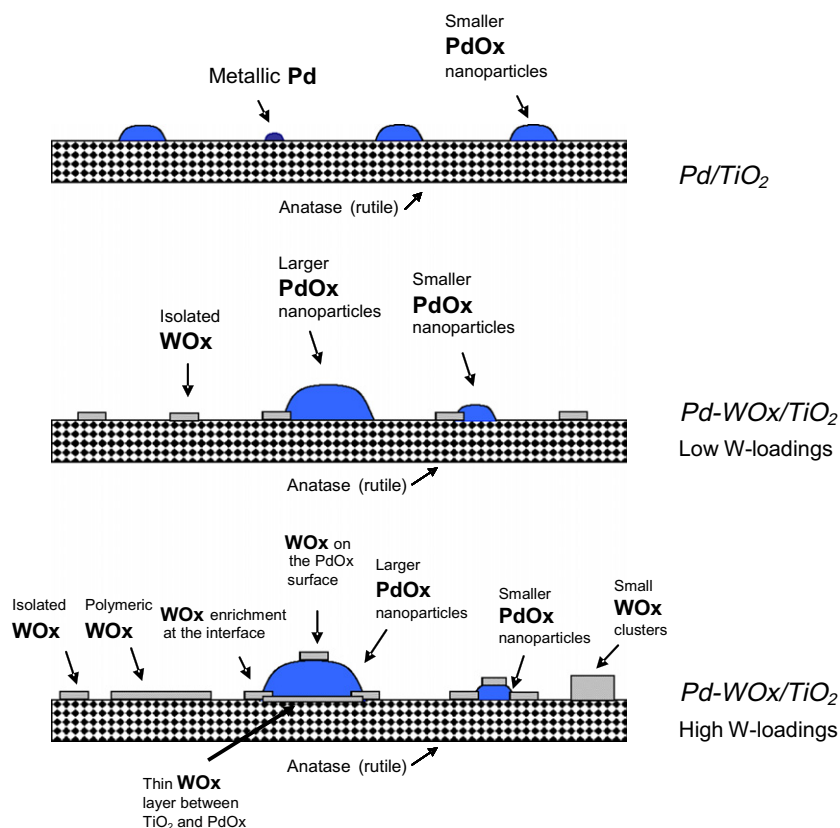 Metallic Pd
Smaller
PdOx
nanoparticles
Anatase (rutile)
Pd/TiO2
Isolated
WOx
Larger
PdOx
nanoparticles
Smaller
PdOx
nanoparticles
Anatase (rutile)
Pd-WOx/TiO2
Low W-loadings
Isolated
WOx
Polymeric
WOx
WOx enrichment
at the interface
WOx on
the PdOx
surface
Larger
PdOx
nanoparticles
Smaller
PdOx
nanoparticles
Small
WOx
clusters
Thin WOx
layer between
TiO2 and PdOx
Anatase (rutile)
Pd-WOx/TiO2
High W-loadings